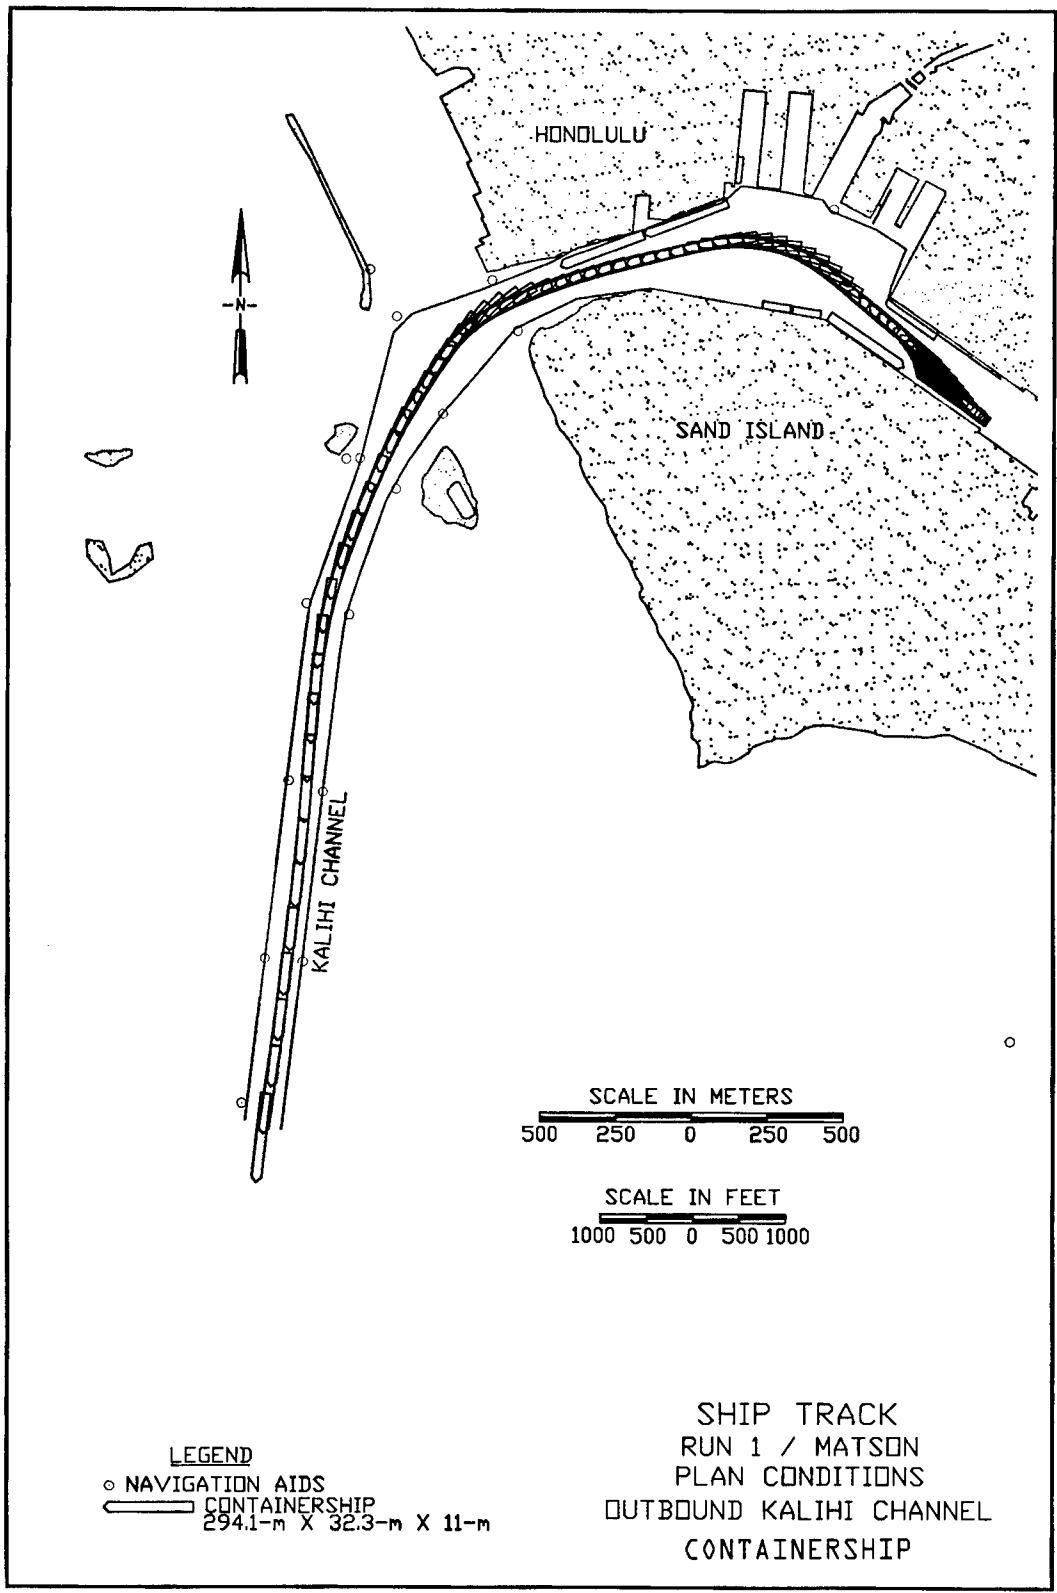 HONOLULU
-N-
SAND ISLAND
KALIHI CHANNEL
SCALE IN METERS
500 250 0 250 500
SCALE IN FEET
1000 500 0 500 1000
SHIP TRACK
RUN 1 / MATSON
PLAN CONDITIONS
OUTBOUND KALIHI CHANNEL
CONTAINERSHIP
LEGEND
NAVIGATION AIDS
CONTAINERSHIP
294.1-m X 32.3-m X 11-m